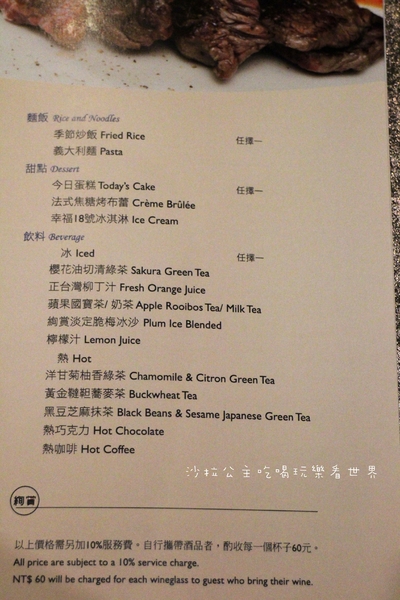 麵飯 Rice and Noodles
季節炒飯 Fried Rice 任擇一
義大利麵 Pasta
甜點 Dessert
今日蛋糕 Today's Cake 任擇一
法式焦糖烤布蕾 Crème Brûlée
幸福18號冰淇淋 Ice Cream
飲料 Beverage
冰 Iced 任擇一
櫻花油切清綠茶 Sakura Green Tea
正台灣柳丁汁 Fresh Orange Juice
蘋果國寶茶/ 奶茶 Apple Rooibos Tea/ Milk Tea
絢賞淡定脆梅冰沙 Plum Ice Blended
檸檬汁 Lemon Juice
熱 Hot
洋甘菊柚香綠茶 Chamomile & Citron Green Tea
黃金韃靼蕎麥茶 Buckwheat Tea
黑豆芝麻抹茶 Black Beans & Sesame Japanese Green Tea
熱巧克力 Hot Chocolate
熱咖啡 Hot Coffee
沙拉公主吃喝玩樂看世界
絢賞
以上價格需另加10%服務費。自行攜帶酒品者，酌收每一個杯子60元。
All price are subject to a 10% service charge.
NT$ 60 will be charged for each wineglass to guest who bring their wine.